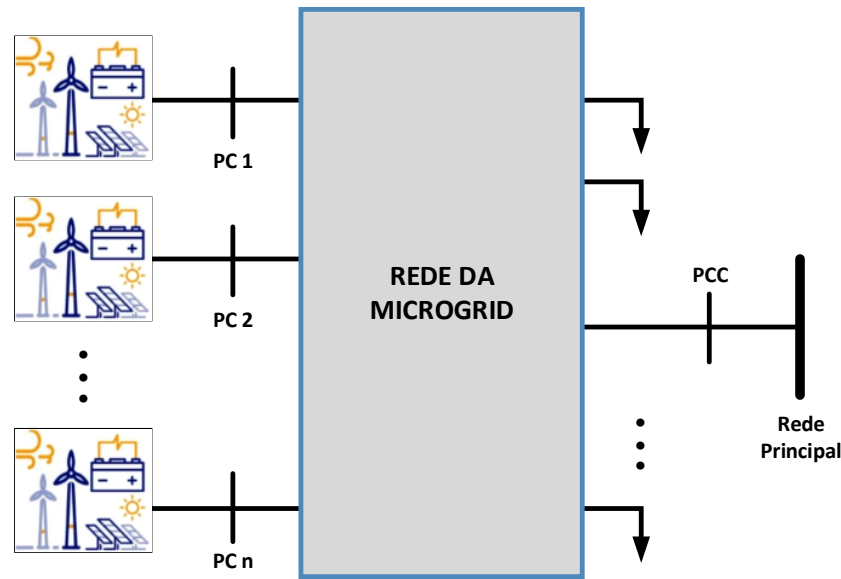 PC 1
PC 2
PC n
REDE DA
MICROGRID
PCC
Rede
Principal